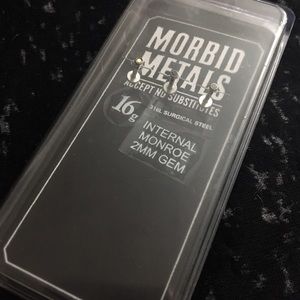 MORBID
METALS
ACCEPT NO SUBSTITUTES
16g
316L SURGICAL STEEL
INTERNAL
MONROE
2MM GEM